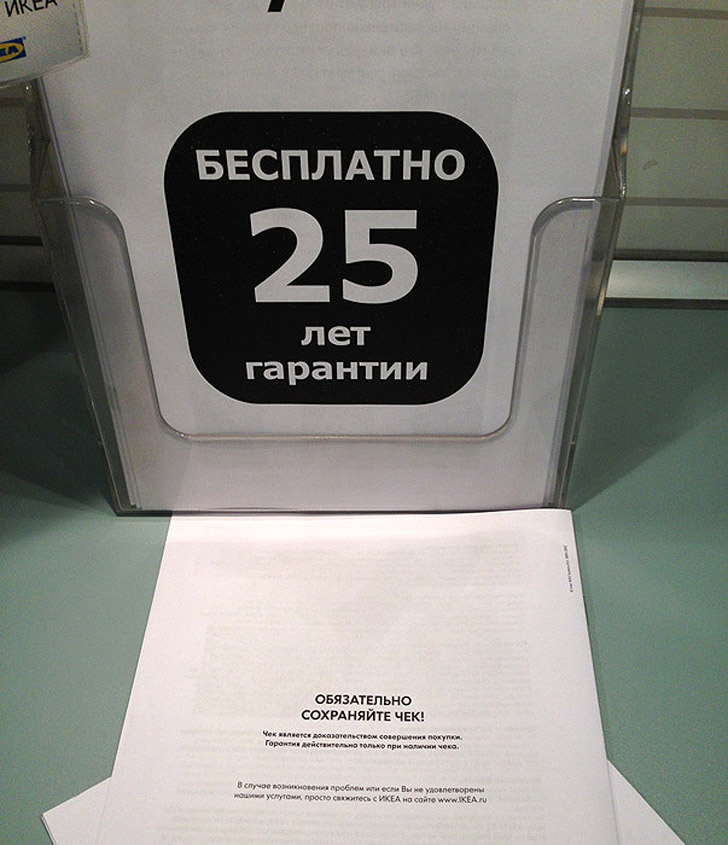 ИКЕА
БЕСПЛАТНО
25
лет
гарантии
ОБЯЗАТЕЛЬНО
СОХРАНЯЙТЕ ЧЕК!
Чек является доказательством совершения покупки.
Гарантия действительна только при наличии чека.
В случае возникновения проблем или если Вы не удовлетворены
нашими услугами, просто свяжитесь с ИКЕА на сайте www.IKEA.ru